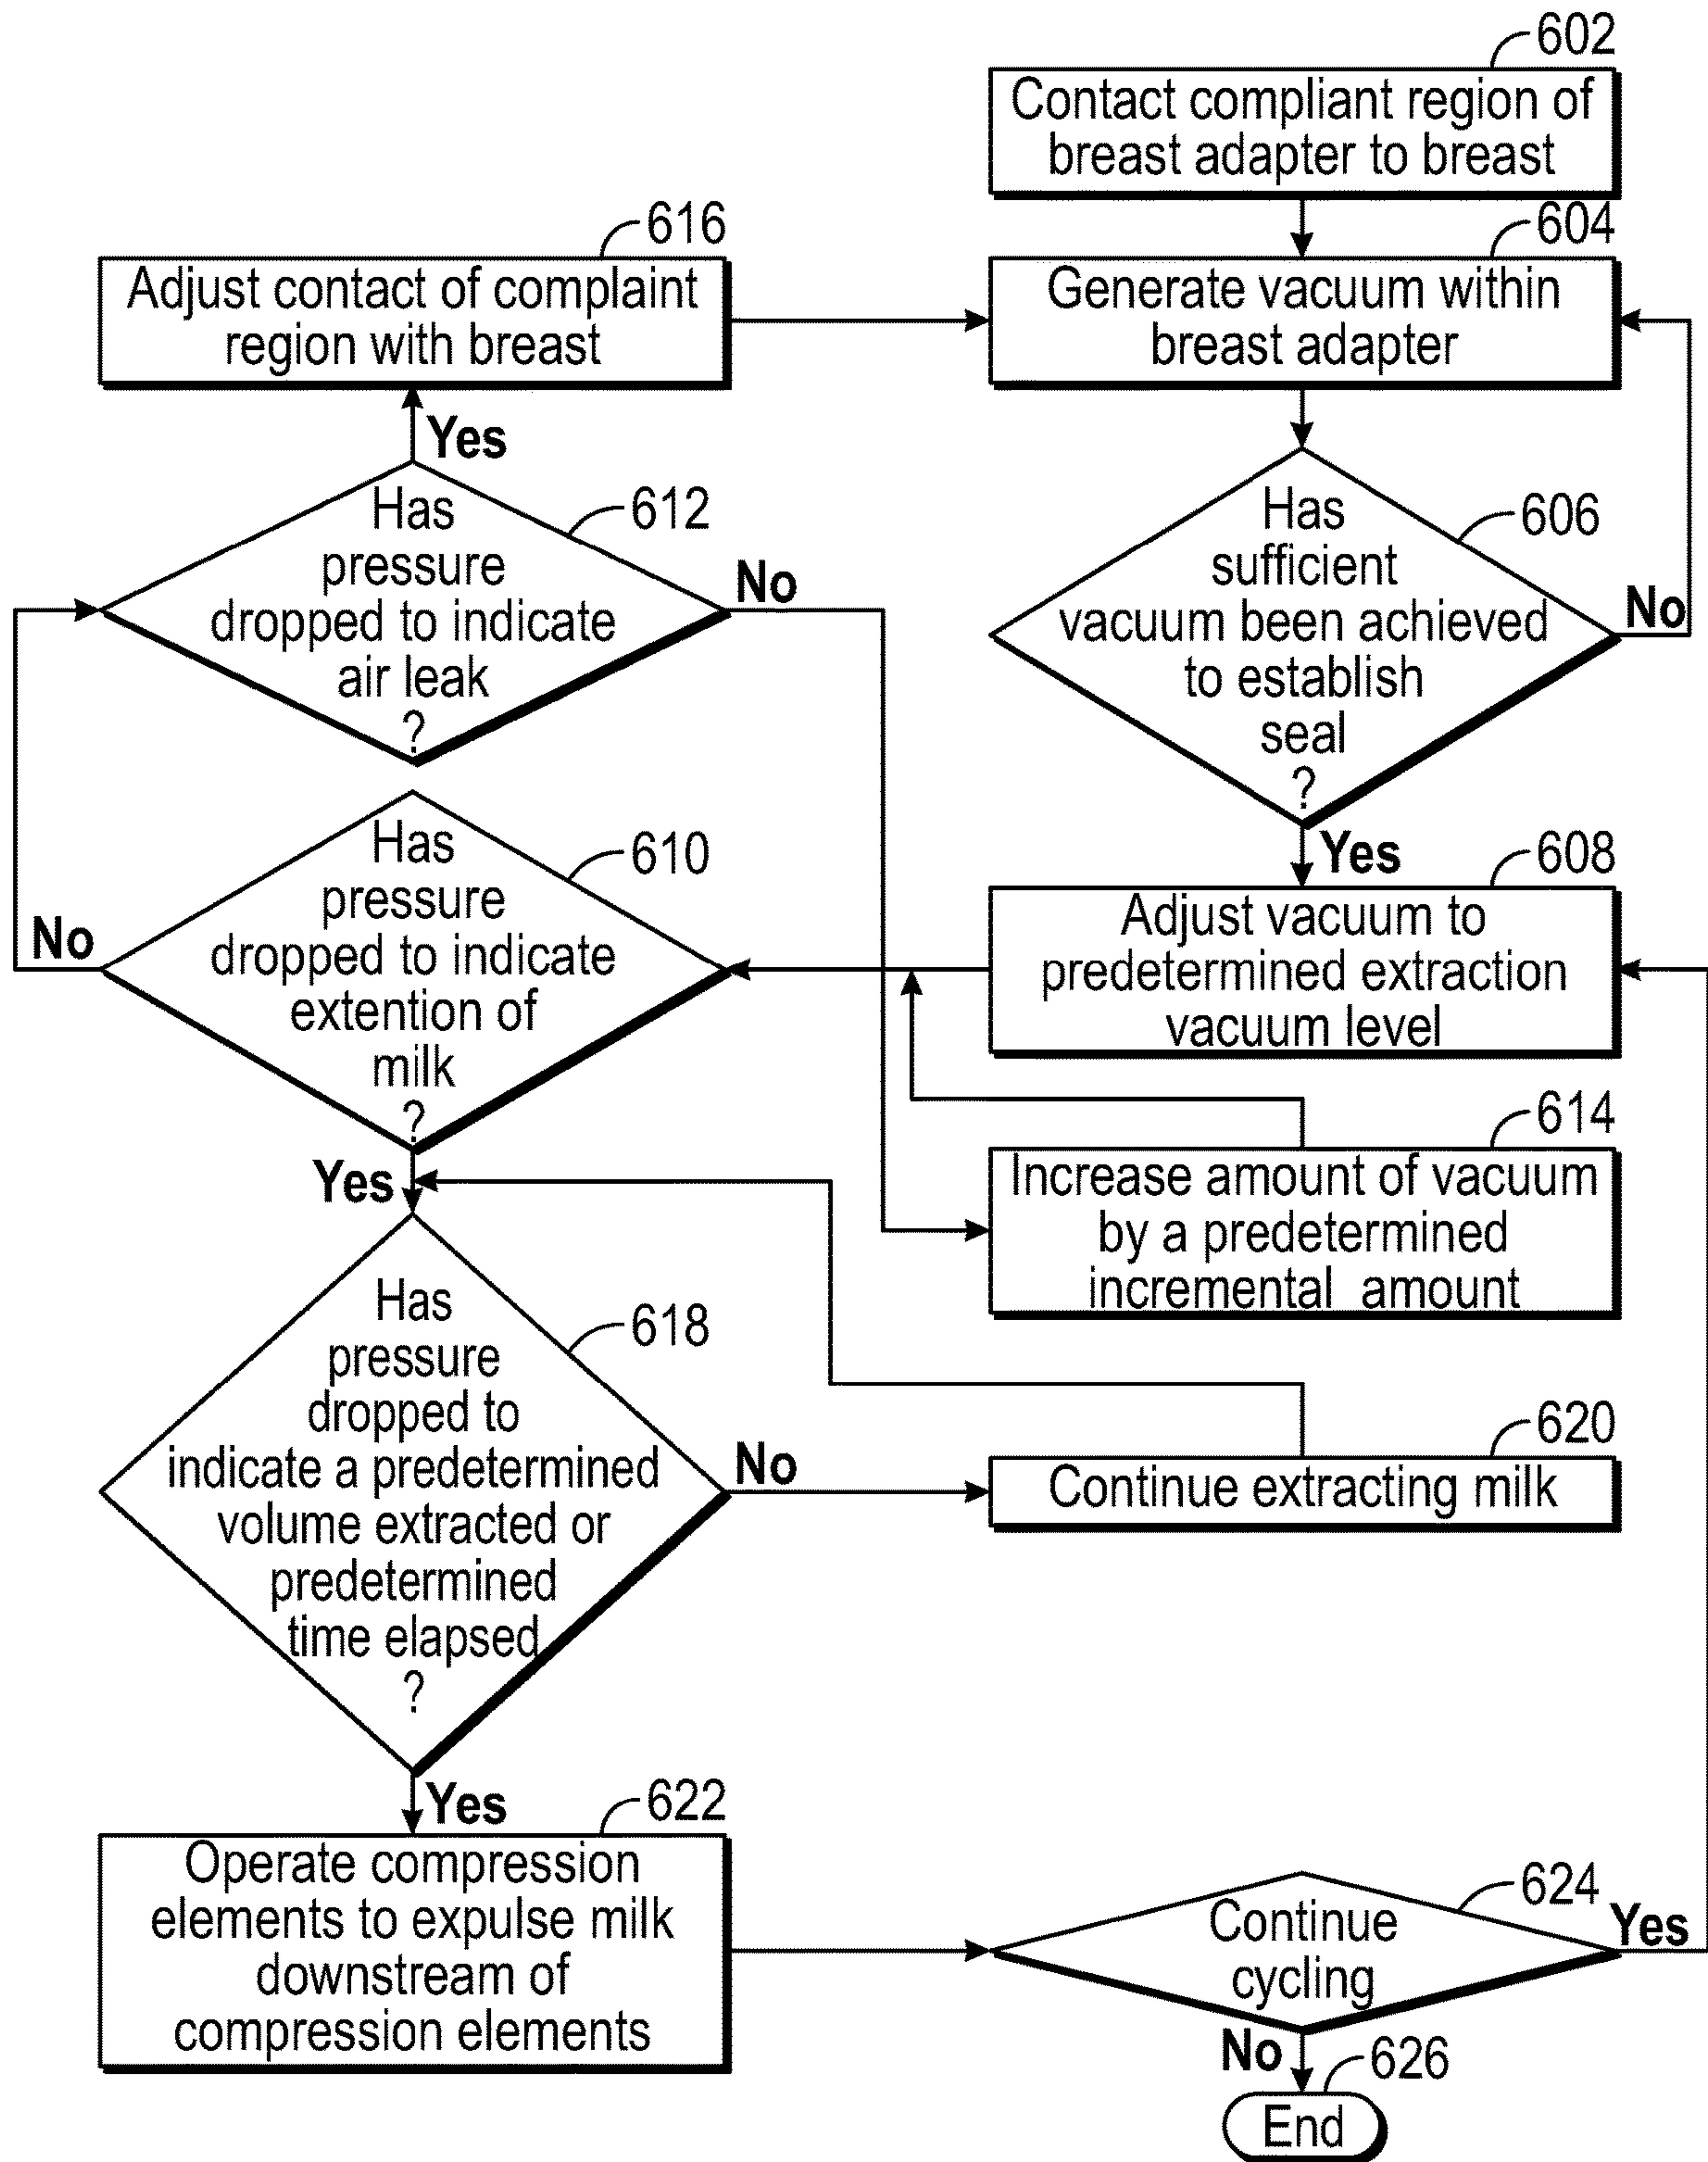 602
Contact compliant region of
breast adapter to breast
616
Adjust contact of complaint
region with breast
604
Generate vacuum within
breast adapter
Yes
Has
pressure
dropped to indicate
air leak
?
612
No
Has
sufficient
vacuum been achieved
to establish
seal
?
606
No
Yes
Has
pressure
dropped to indicate
extention of
milk
?
610
No
Yes
608
Adjust vacuum to
predetermined extraction
vacuum level
614
Increase amount of vacuum
by a predetermined
incremental amount
Has
pressure
dropped to
indicate a predetermined
volume extracted or
predetermined
time elapsed
?
618
No
620
Continue extracting milk
Yes
622
Operate compression
elements to expulse milk
downstream of
compression elements
624
Continue
cycling
Yes
No
626
End